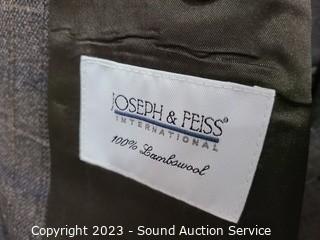 JOSEPH & FEISS®
INTERNATIONAL
100% Lambswool
Copyright 2023 - Sound Auction Service